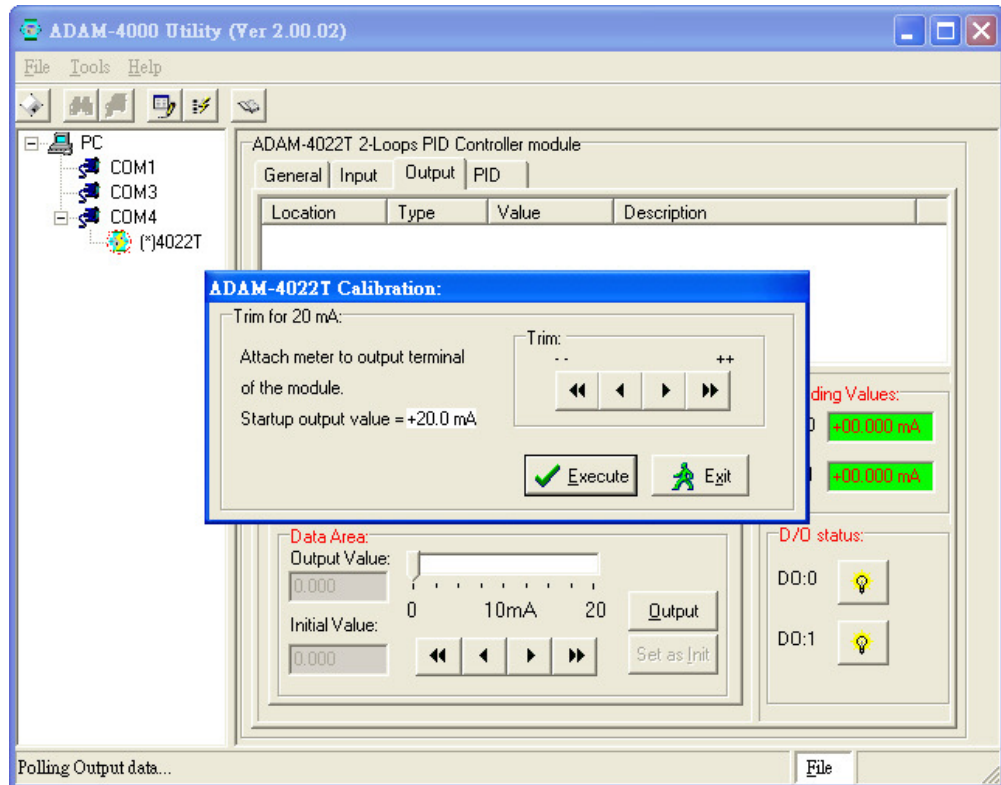 ADAM-4000 Utility (Ver 2.00.02)
File Tools Help
PC
COM1
COM3
COM4
(*)4022T
ADAM-4022T 2-Loops PID Controller module
General Input Output PID
Location Type Value Description
ADAM-4022T Calibration:
Trim for 20 mA:
Attach meter to output terminal
of the module.
Startup output value = +20.0 mA
Trim:
-- ++
Execute Exit
ding Values:
+00.000 mA
+00.000 mA
Data Area:
Output Value:
0.000
0 10mA 20
Output
Initial Value:
0.000
Set as Init
D/O status:
DO:0
DO:1
Polling Output data...
File